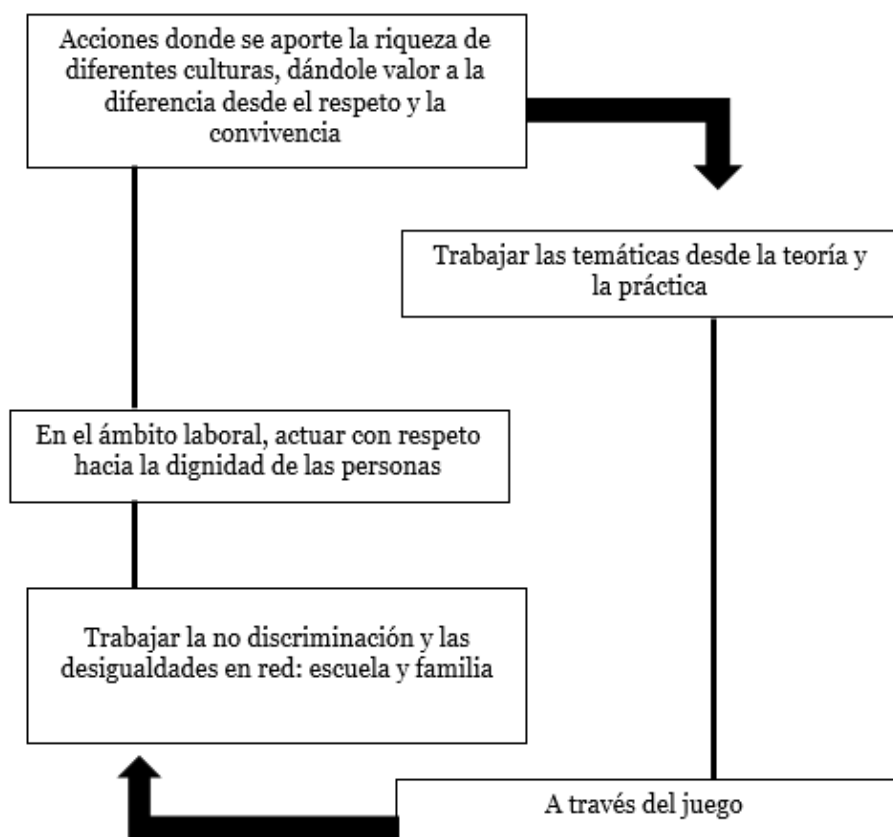 Acciones donde se aporte la riqueza de
diferentes culturas, dándole valor a la
diferencia desde el respeto y la
convivencia
Trabajar las temáticas desde la teoría y
la práctica
En el ámbito laboral, actuar con respeto
hacia la dignidad de las personas
Trabajar la no discriminación y las
desigualdades en red: escuela y familia
A través del juego